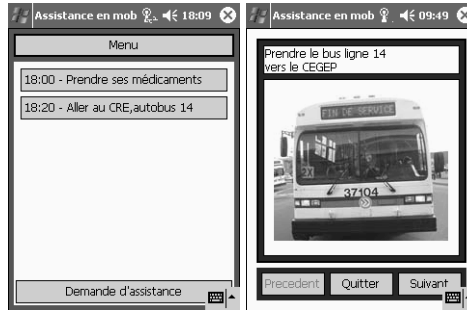 Assistance en mob 18:09
Menu
18:00 - Prendre ses médicaments
18:20 - Aller au CRE,autobus 14
Demande d'assistance
Assistance en mob 09:49
Prendre le bus ligne 14
vers le CEGEP
FIN DE SERVICE
2X
37104
Precedent Quitter Suivant